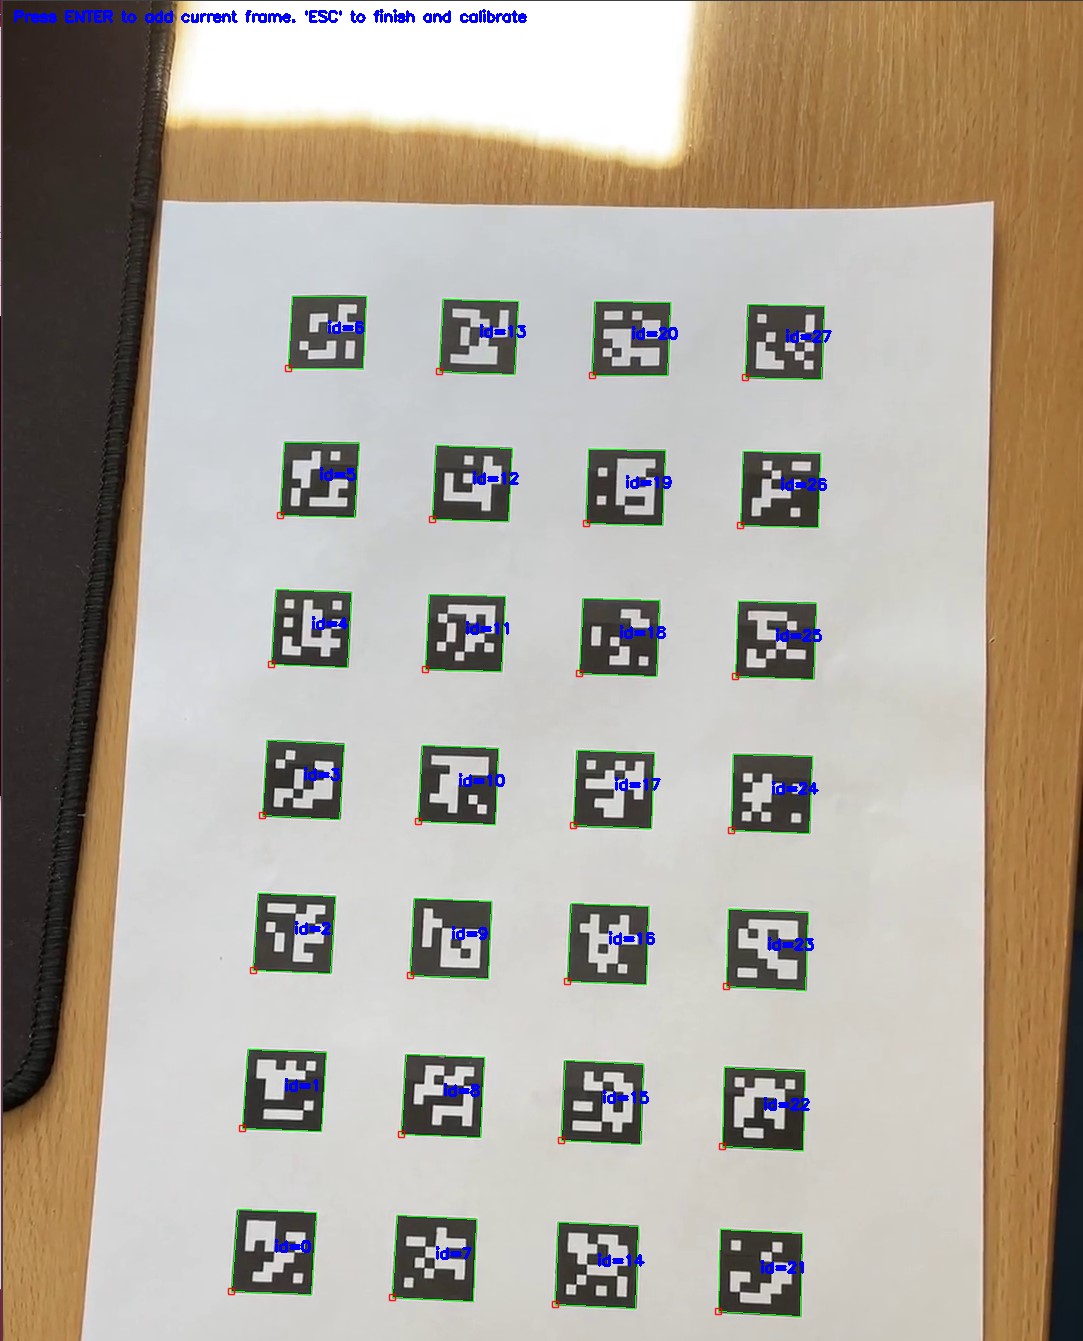 Press ENTER to add current frame. 'ESC' to finish and calibrate
id=6 id=13 id=20 id=27
id=5 id=12 id=19 id=26
id=4 id=11 id=18 id=25
id=3 id=10 id=17 id=24
id=2 id=9 id=16 id=23
id=1 id=8 id=15 id=22
id=0 id=7 id=14 id=21